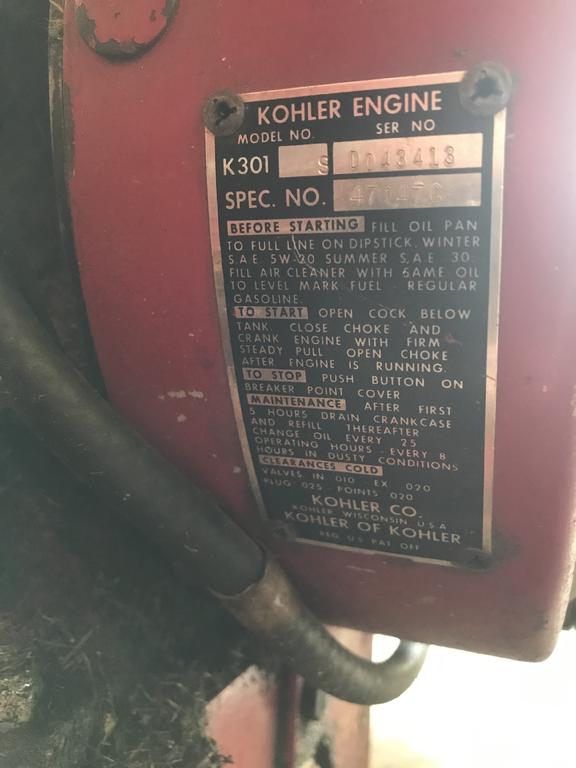 KOHLER ENGINE
MODEL NO. SER NO
K301 S D043413
SPEC. NO. 47147C
BEFORE STARTING FILL OIL PAN
TO FULL LINE ON DIPSTICK. WINTER
S.A.E. 5W-20 SUMMER S.A.E. 30
FILL AIR CLEANER WITH SAME OIL
TO LEVEL MARK FUEL - REGULAR
GASOLINE.
TO START OPEN COCK BELOW
TANK. CLOSE CHOKE AND
CRANK ENGINE WITH FIRM
STEADY PULL OPEN CHOKE
AFTER ENGINE IS RUNNING.
TO STOP PUSH BUTTON ON
BREAKER POINT COVER
MAINTENANCE AFTER FIRST
5 HOURS DRAIN CRANKCASE
AND REFILL THEREAFTER
CHANGE OIL EVERY 25
OPERATING HOURS - EVERY 8
HOURS IN DUSTY CONDITIONS
CLEARANCES COLD
VALVES IN 010 - EX. 020
PLUG 025 POINTS 020
KOHLER CO.
KOHLER WISCONSIN U.S.A.
KOHLER OF KOHLER
REG US PAT OFF